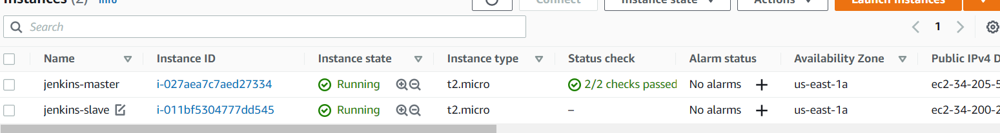 Instances (2) Info Connect Instance state Actions Launch instances
Search 1
Name Instance ID Instance state Instance type Status check Alarm status Availability Zone Public IPv4 D
jenkins-master i-027aea7c7aed27334 Running t2.micro 2/2 checks passed No alarms + us-east-1a ec2-34-205-5
jenkins-slave i-011bf5304777dd545 Running t2.micro – No alarms + us-east-1a ec2-34-200-2